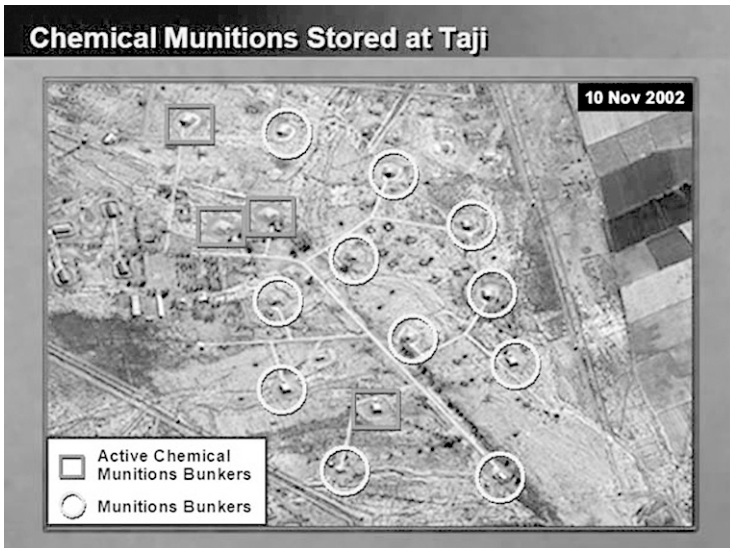 Chemical Munitions Stored at Taji
10 Nov 2002
Active Chemical
Munitions Bunkers
Munitions Bunkers